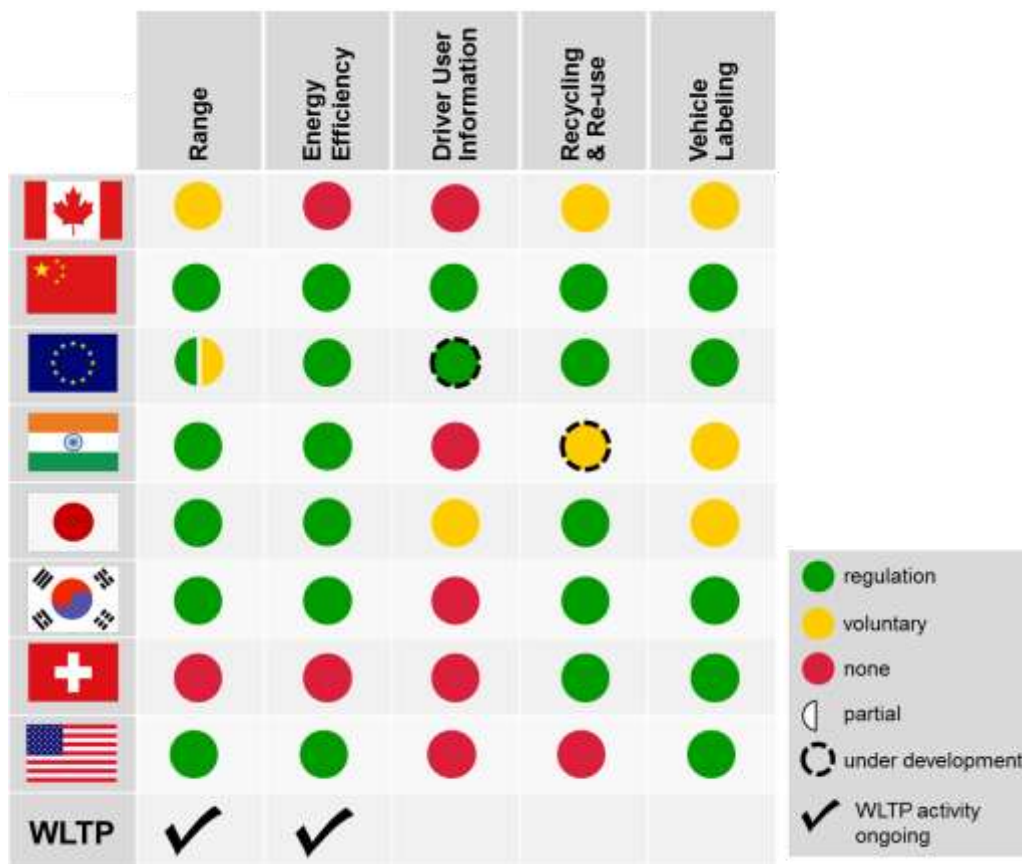 Range
Energy
Efficiency
Driver User
Information
Recycling
& Re-use
Vehicle
Labeling
WLTP
regulation
voluntary
none
partial
under development
WLTP activity
ongoing